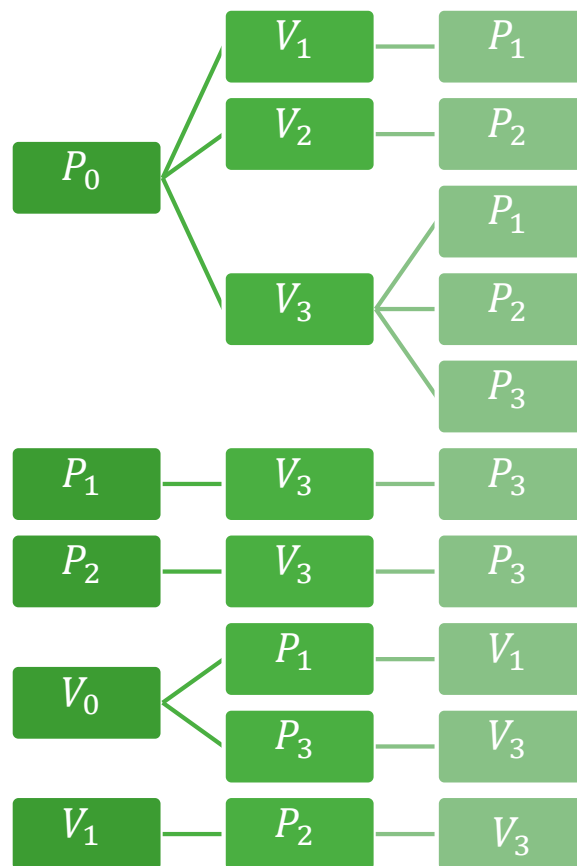 V₁ P₁
V₂ P₂
P₀
P₁
V₃ P₂
P₃
P₁ V₃ P₃
P₂ V₃ P₃
P₁ V₁
V₀
P₃ V₃
V₁ P₂ V₃